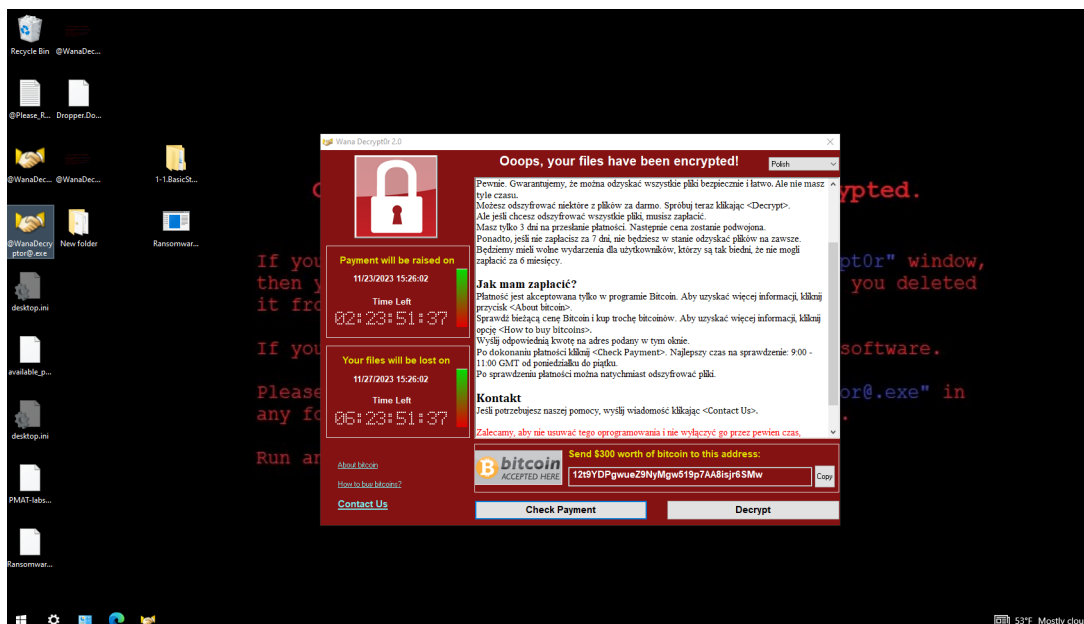 Recycle Bin
@WanaDec...
@Please_R...
Dropper.Do...
@WanaDec...
@WanaDec...
1-1.BasicSt...
@WanaDecry
ptor@.exe
New folder
Ransomwar...
desktop.ini
available_p...
desktop.ini
PMAT-labs...
Ransomwar...
ypted.
If you
pt0r" window,
then y
you deleted
it fro
If you
software.
Please
or@.exe" in
any fo
Run an
Wana Decrypt0r 2.0
Ooops, your files have been encrypted!
Polish
Payment will be raised on
11/23/2023 15:26:02
Time Left
02:23:51:37
Your files will be lost on
11/27/2023 15:26:02
Time Left
06:23:51:37
About bitcoin
How to buy bitcoins?
Contact Us
Pewnie. Gwarantujemy, że można odzyskać wszystkie pliki bezpiecznie i łatwo. Ale nie masz
tyle czasu.
Możesz odszyfrować niektóre z plików za darmo. Spróbuj teraz klikając <Decrypt>.
Ale jeśli chcesz odszyfrować wszystkie pliki, musisz zapłacić.
Masz tylko 3 dni na przesłanie płatności. Następnie cena zostanie podwojona.
Ponadto, jeśli nie zapłacisz za 7 dni, nie będziesz w stanie odzyskać plików na zawsze.
Będziemy mieli wolne wydarzenia dla użytkowników, którzy są tak biedni, że nie mogli
zapłacić za 6 miesięcy.
Jak mam zapłacić?
Płatność jest akceptowana tylko w programie Bitcoin. Aby uzyskać więcej informacji, kliknij
przycisk <About bitcoin>.
Sprawdź bieżącą cenę Bitcoin i kup trochę bitcoinów. Aby uzyskać więcej informacji, kliknij
opcję <How to buy bitcoins>.
Wyślij odpowiednią kwotę na adres podany w tym oknie.
Po dokonaniu płatności kliknij <Check Payment>. Najlepszy czas na sprawdzenie: 9:00 -
11:00 GMT od poniedziałku do piątku.
Po sprawdzeniu płatności można natychmiast odszyfrować pliki.
Kontakt
Jeśli potrzebujesz naszej pomocy, wyślij wiadomość klikając <Contact Us>.
Zalecamy, aby nie usuwać tego oprogramowania i nie wyłączyć go przez pewien czas,
bitcoin
ACCEPTED HERE
Send $300 worth of bitcoin to this address:
12t9YDPgwueZ9NyMgw519p7AA8isjr6SMw
Copy
Check Payment
Decrypt
53°F Mostly clou